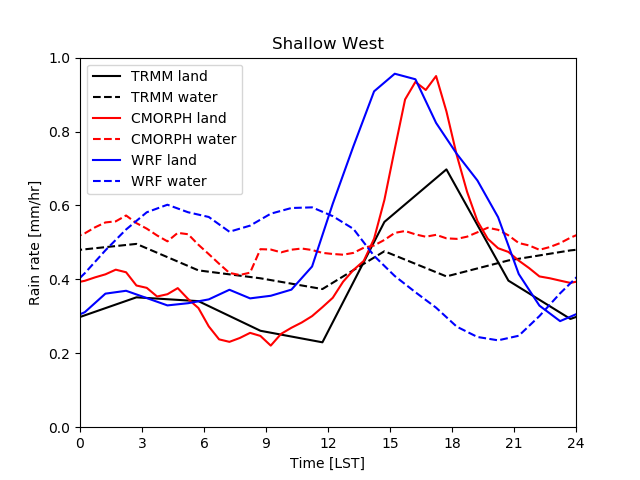 Shallow West
1.0
0.8
0.6
0.4
0.2
0.0
Rain rate [mm/hr]
TRMM land
TRMM water
CMORPH land
CMORPH water
WRF land
WRF water
0 3 6 9 12 15 18 21 24
Time [LST]